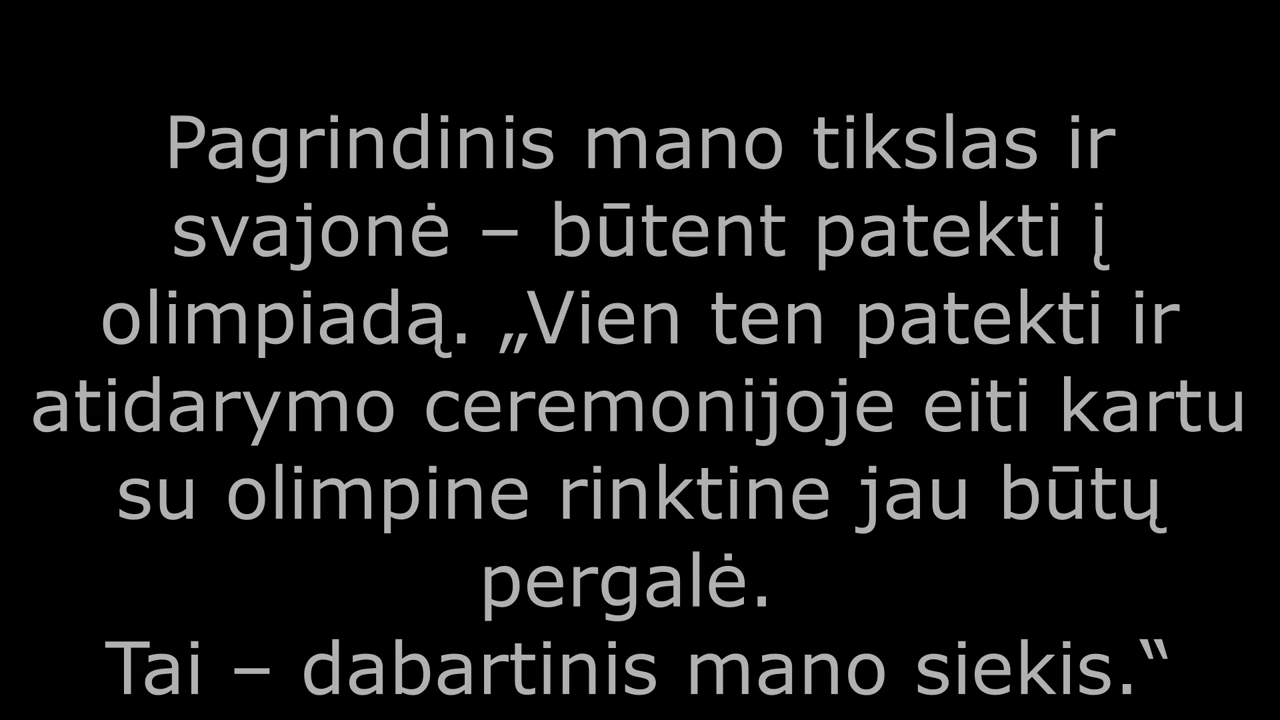 Pagrindinis mano tikslas ir
svajonė – būtent patekti į
olimpiadą. „Vien ten patekti ir
atidarymo ceremonijoje eiti kartu
su olimpine rinktine jau būtų
pergalė.
Tai – dabartinis mano siekis.“